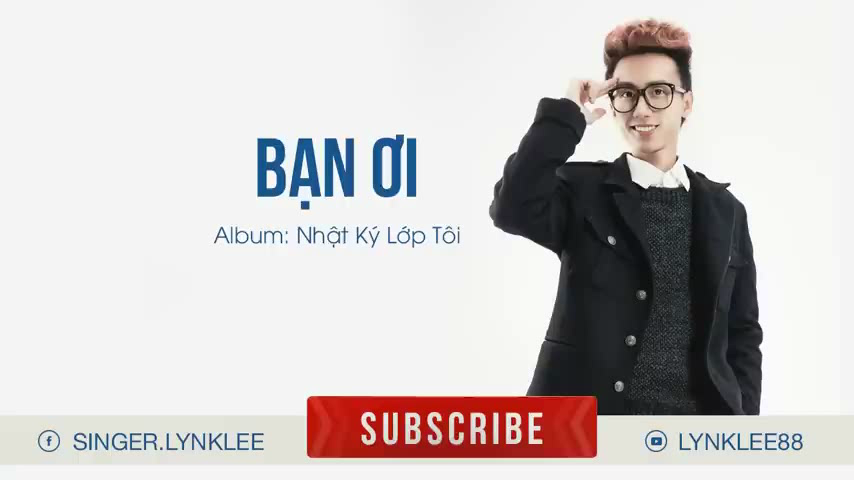 BẠN ƠI
Album: Nhật Ký Lớp Tôi
SINGER.LYNKLEE
SUBSCRIBE
LYNKLEE88